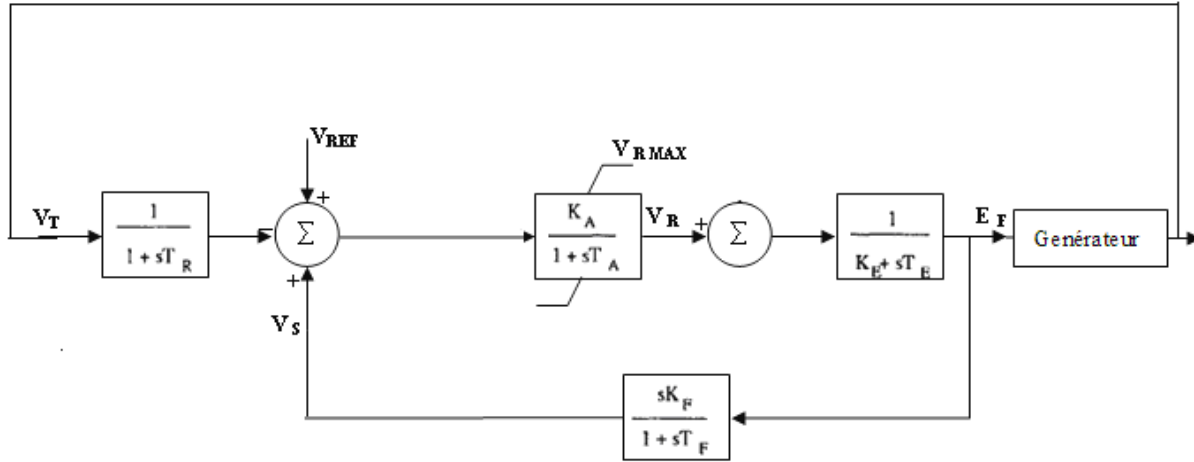 V_REF
V_R MAX
V_T
1
1 + sT_R
Σ
+
−
+
K_A
1 + sT_A
V_R
+
Σ
1
K_E + sT_E
E_F
Genérateur
V_S
sK_F
1 + sT_F